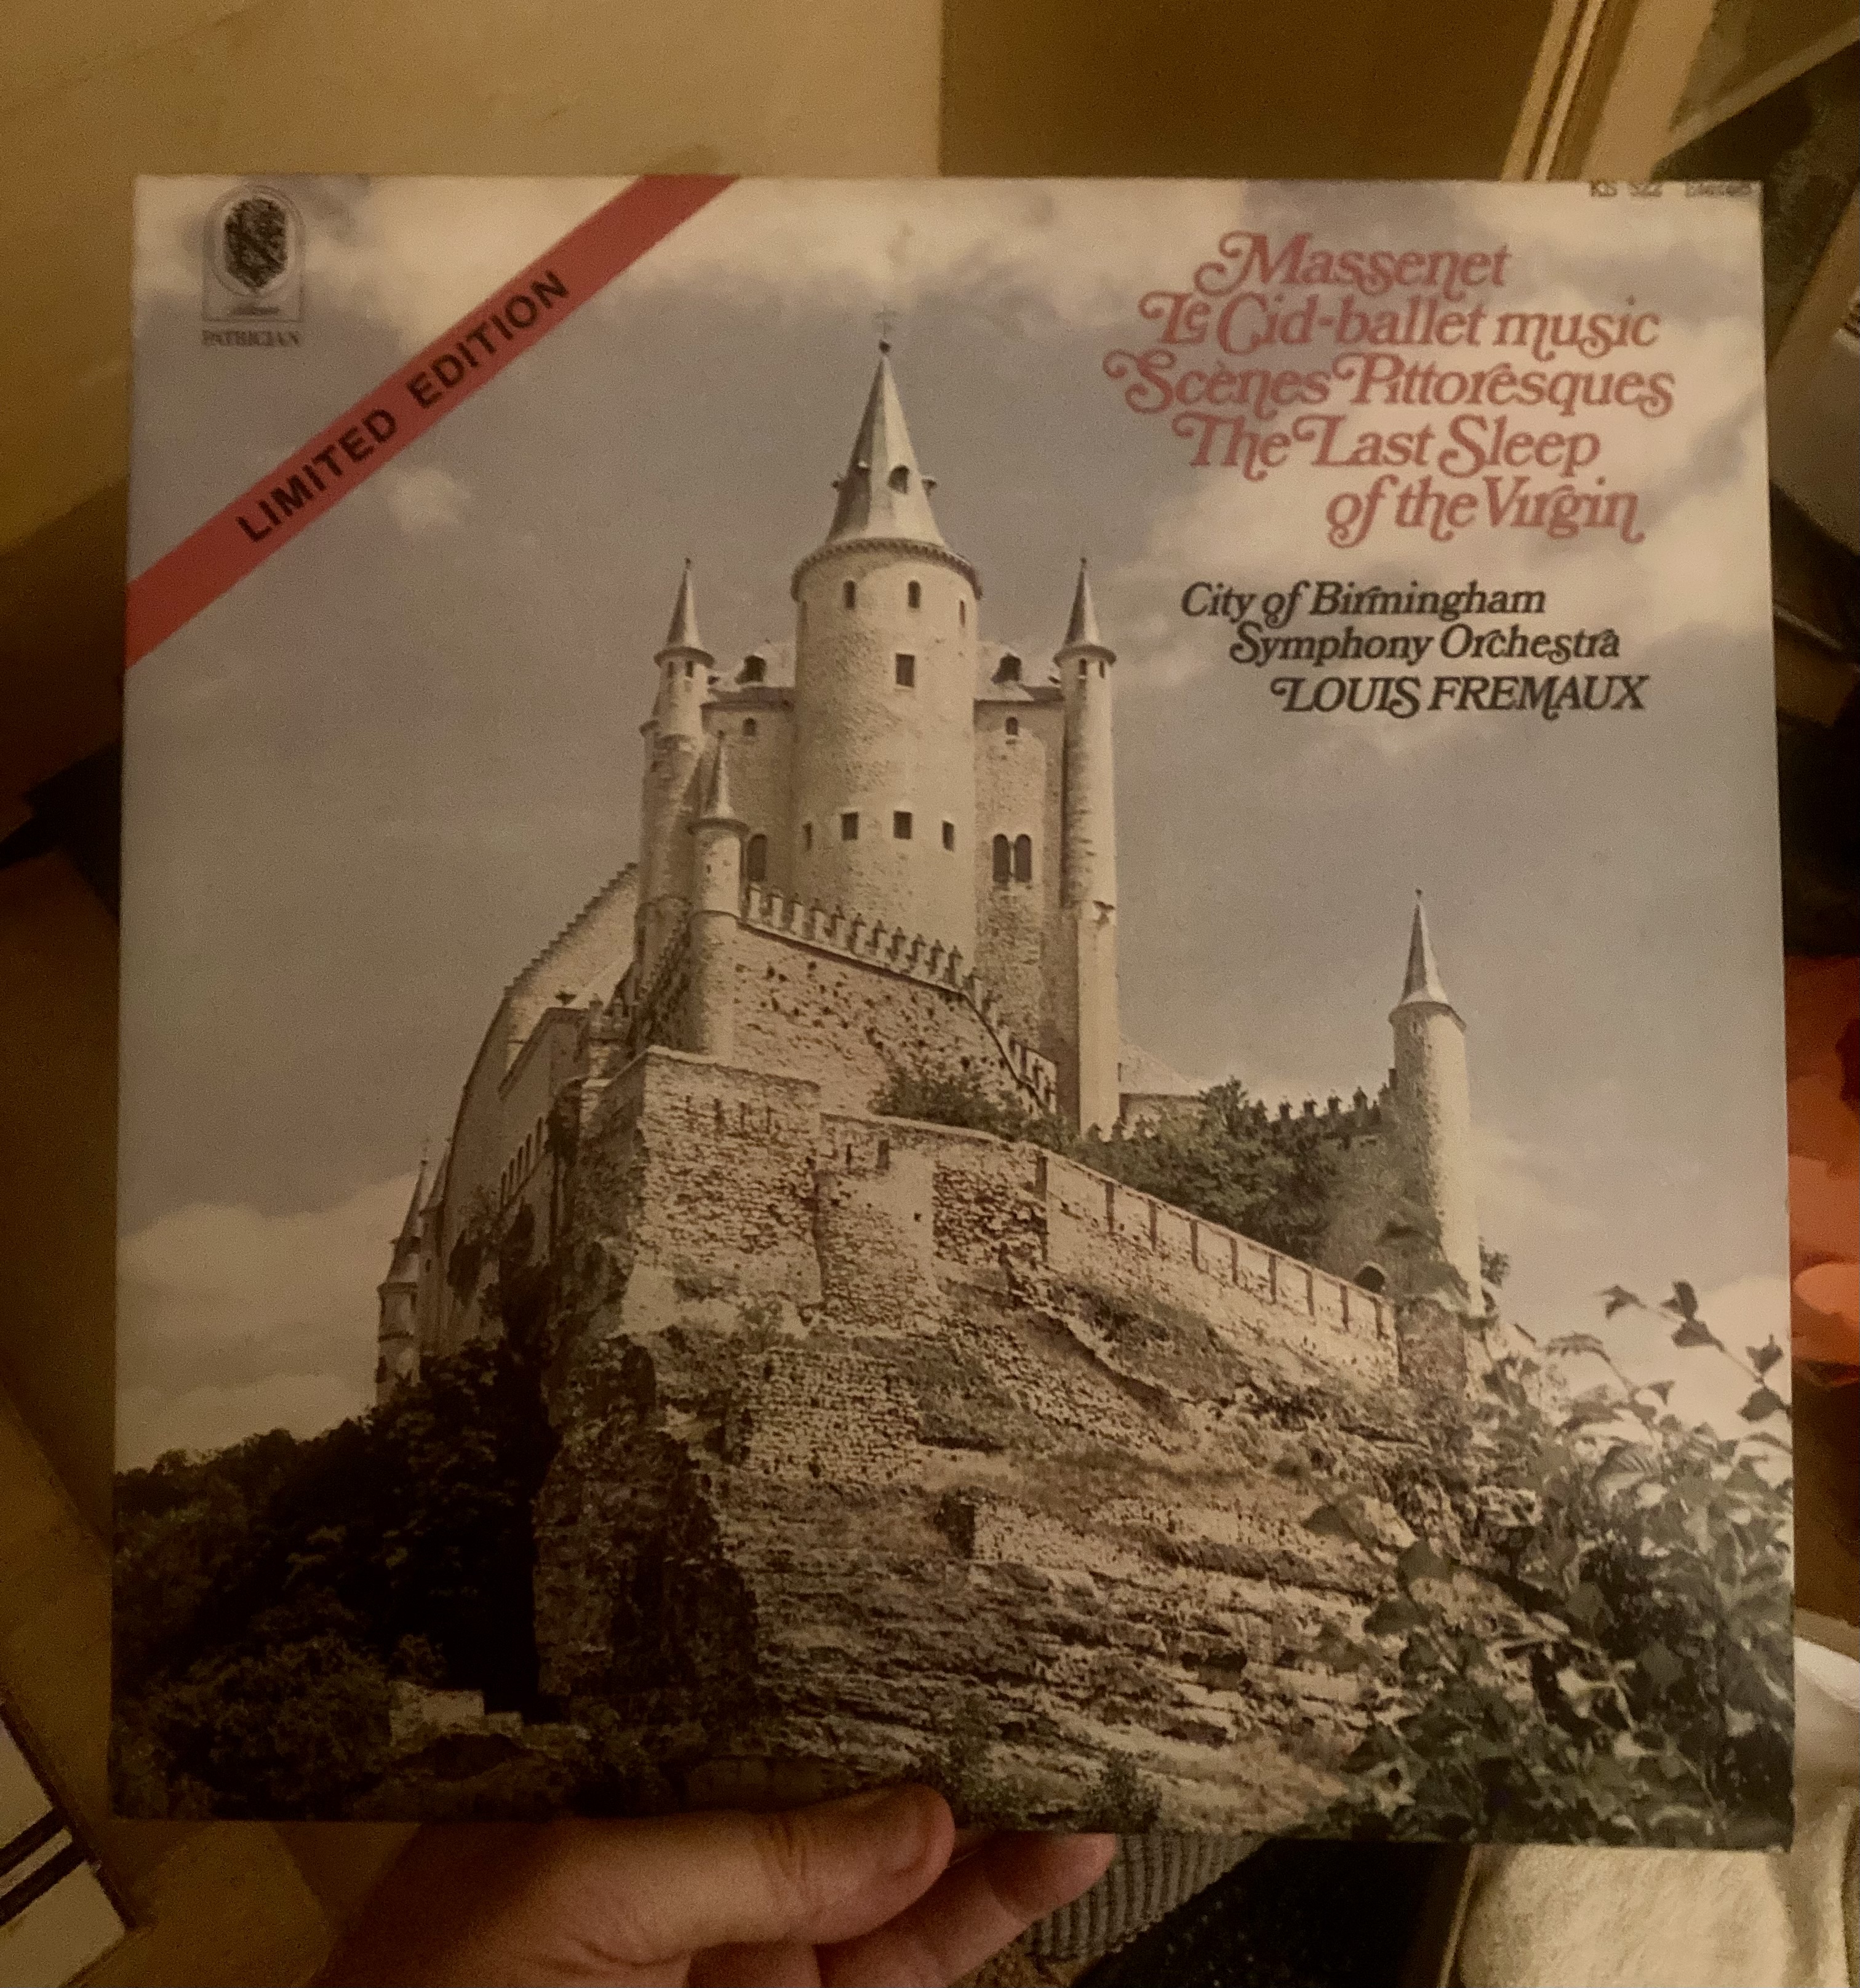 PATRICIAN
LIMITED EDITION
Massenet
Le Cid-ballet music
Scènes Pittoresques
The Last Sleep
of the Virgin
City of Birmingham
Symphony Orchestra
LOUIS FREMAUX